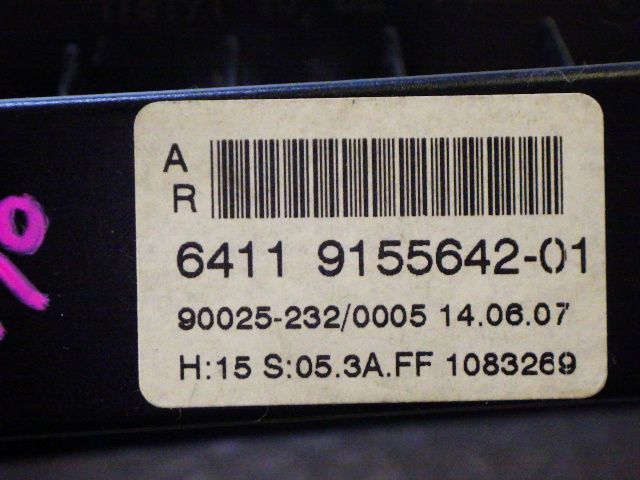 A
R
6411 9155642-01
90025-232/0005 14.06.07
H:15 S:05.3A.FF 1083269